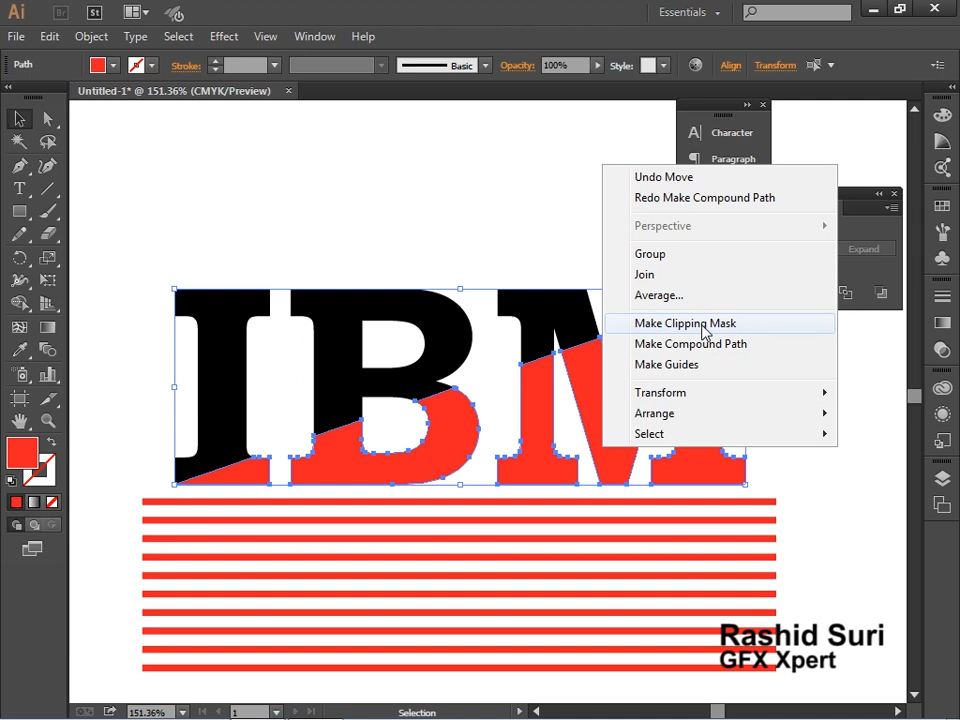 Ai
Br
St
Essentials
File Edit Object Type Select Effect View Window Help
Path
Stroke:
Basic
Opacity: 100%
Style:
Align
Transform
Untitled-1* @ 151.36% (CMYK/Preview)
Character
Paragraph
Undo Move
Redo Make Compound Path
Perspective
Group
Join
Average...
Make Clipping Mask
Make Compound Path
Make Guides
Transform
Arrange
Select
Expand
IBM
Rashid Suri
GFX Xpert
151.36%
1
Selection